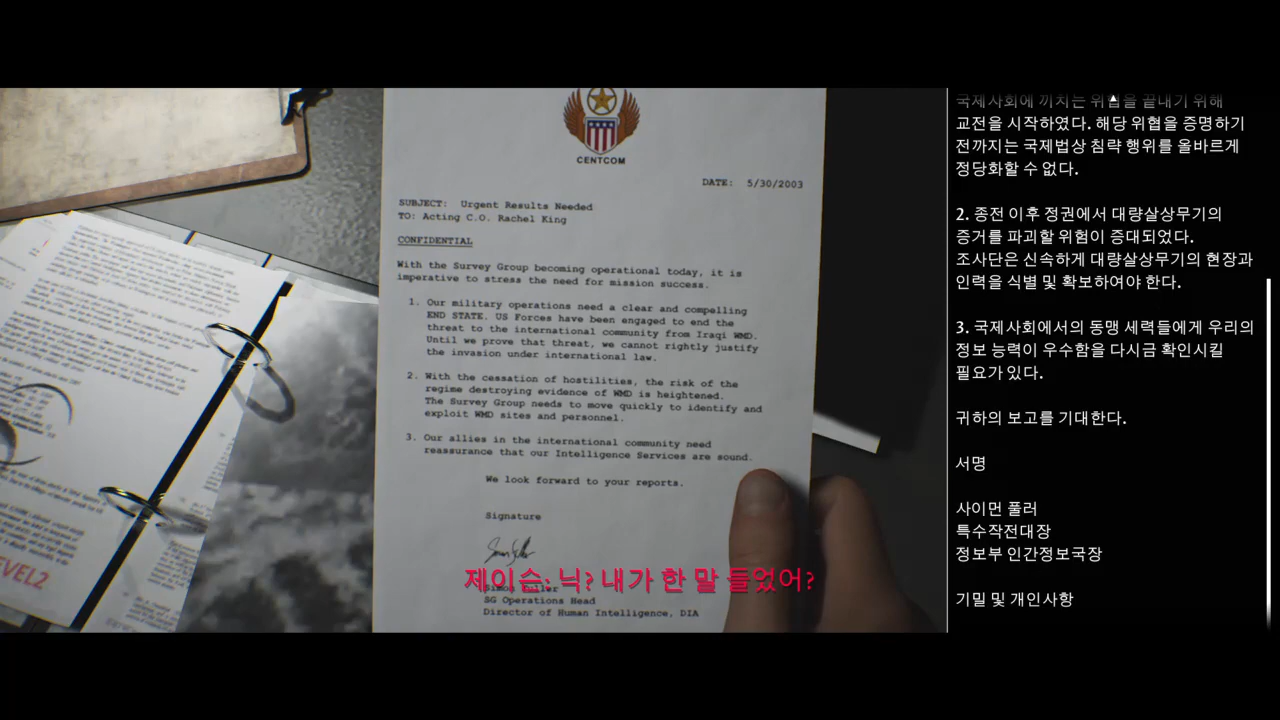 CENTCOM
DATE: 5/30/2003
SUBJECT: Urgent Results Needed
TO: Acting C.O. Rachel King
CONFIDENTIAL
With the Survey Group becoming operational today, it is
imperative to stress the need for mission success.
1. Our military operations need a clear and compelling
END STATE. US Forces have been engaged to end the
threat to the international community from Iraqi WMD.
Until we prove that threat, we cannot rightly justify
the invasion under international law.
2. With the cessation of hostilities, the risk of the
regime destroying evidence of WMD is heightened.
The Survey Group needs to move quickly to identify and
exploit WMD sites and personnel.
3. Our allies in the international community need
reassurance that our Intelligence Services are sound.
We look forward to your reports.
Signature
Simon Fuller
SG Operations Head
Director of Human Intelligence, DIA
제이슨: 닉? 내가 한 말 들었어?
LEVEL2
국제사회에 끼치는 위협을 끝내기 위해
교전을 시작하였다. 해당 위협을 증명하기
전까지는 국제법상 침략 행위를 올바르게
정당화할 수 없다.
2. 종전 이후 정권에서 대량살상무기의
증거를 파괴할 위험이 증대되었다.
조사단은 신속하게 대량살상무기의 현장과
인력을 식별 및 확보하여야 한다.
3. 국제사회에서의 동맹 세력들에게 우리의
정보 능력이 우수함을 다시금 확인시킬
필요가 있다.
귀하의 보고를 기대한다.
서명
사이먼 풀러
특수작전대장
정보부 인간정보국장
기밀 및 개인사항